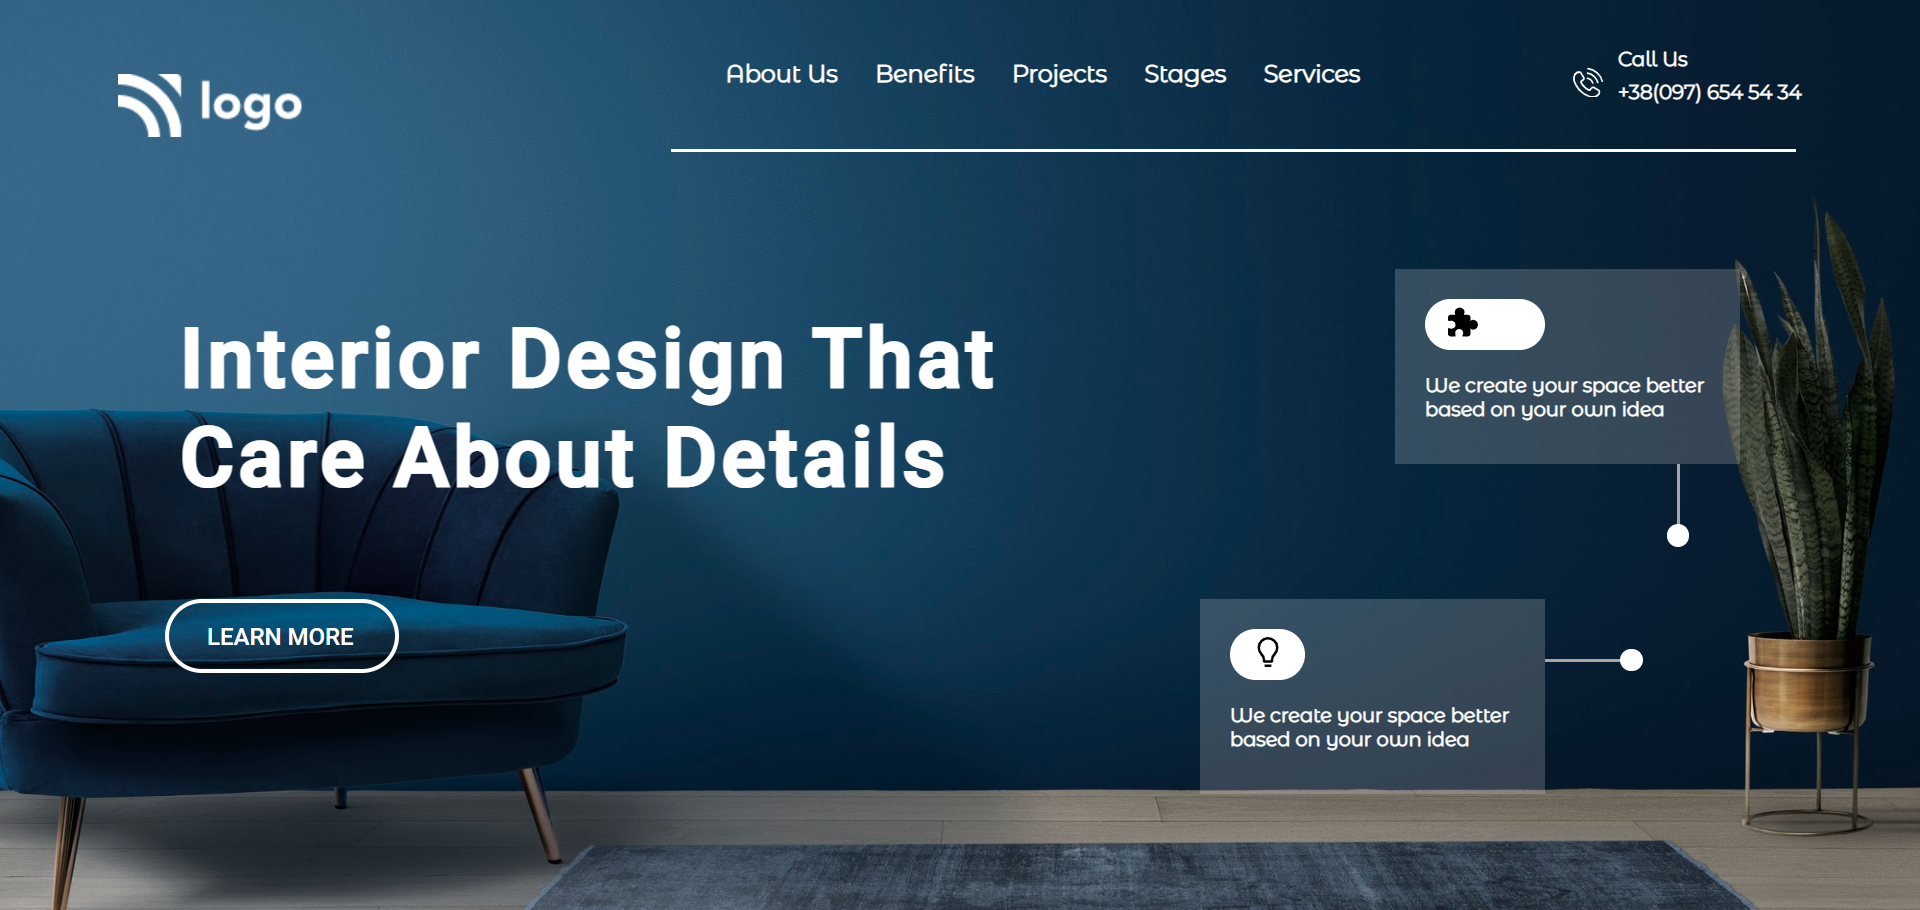 logo
About Us Benefits Projects Stages Services
Call Us
+38(097) 654 54 34
Interior Design That
Care About Details
LEARN MORE
We create your space better
based on your own idea
We create your space better
based on your own idea